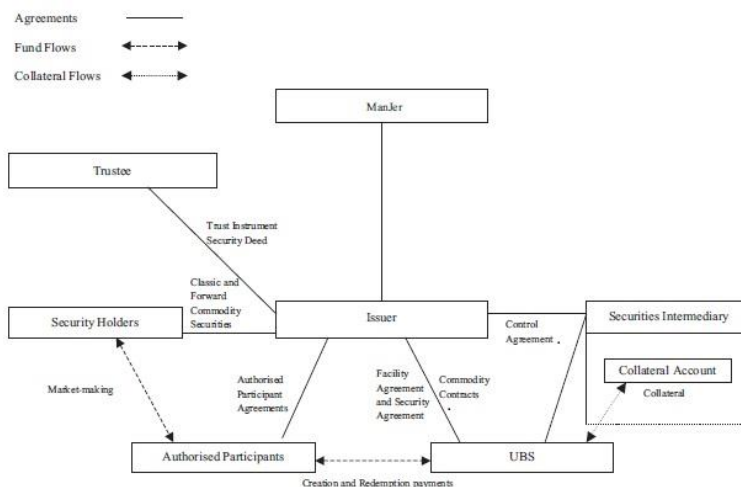 Agreements
Fund Flows
Collateral Flows
ManJer
Trustee
Trust Instrument
Security Deed
Classic and
Forward
Commodity
Securities
Security Holders
Issuer
Securities Intermediary
Control
Agreement
Collateral Account
Collateral
Market-making
Authorised
Participant
Agreements
Facility
Agreement
and Security
Agreement
Commodity
Contracts
Authorised Participants
UBS
Creation and Redemption payments